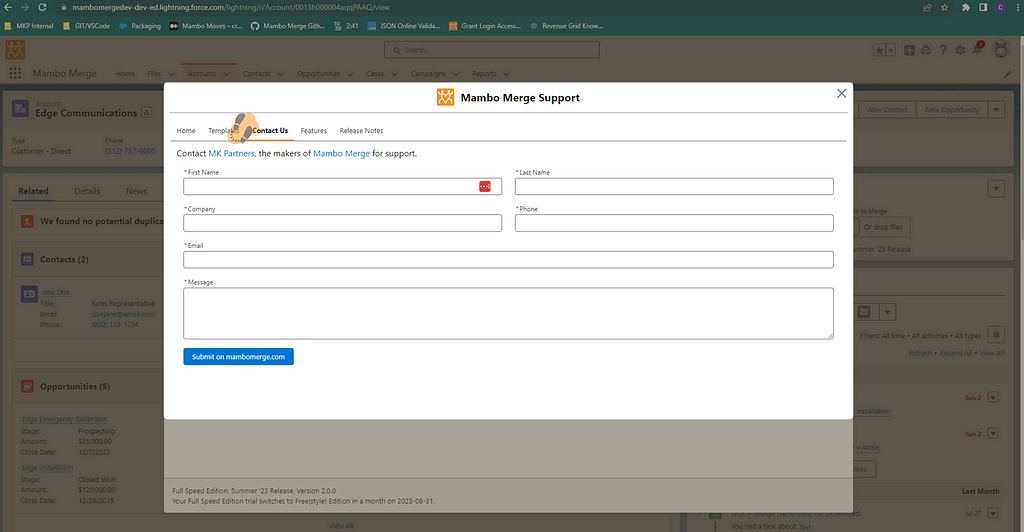 mambomergedev-dev-ed.lightning.force.com/lightning/r/Account/0013h000004aqqPAAQ/view
MKP Internal
GIT/VSCode
Packaging
Mambo Moves – cr...
Mambo Merge Gith...
2:41
JSON Online Valida...
Grant Login Access...
Revenue Grid Know...
Search...
Mambo Merge
Home
Files
Accounts
Contacts
Opportunities
Cases
Campaigns
Reports
Account
Edge Communications
New Contact
New Opportunity
Type
Customer - Direct
Phone
(512) 757-6000
Related
Details
News
We found no potential duplica
Contacts (2)
Jane Doe
Title: Sales Representative
Email: doejane@email.com
Phone: (000) 123-1234
Opportunities (5)
Edge Emergency Generator
Stage: Prospecting
Amount: $35,000.00
Close Date: 12/7/2022
Edge Installation
Stage: Closed Won
Amount: $120,000.00
Close Date: 12/26/2019
View All
Mambo Merge Support
Home
Contact Us
Features
Release Notes
Contact MK Partners, the makers of Mambo Merge for support.
* First Name
* Last Name
* Company
* Phone
* Email
* Message
Submit on mambomerge.com
Full Speed Edition, Summer '23 Release, Version 2.0.0
Your Full Speed Edition trial switches to Free(style) Edition in a month on 2023-08-31.
to Merge
Or drop files
ummer '23 Release
Filters: All time • All activities • All types
Refresh • Expand All • View All
Jun 2
nstallation
Jun 2
v Acme
More
Last Month
DOCX Merge Generated for Download.
Jul 27
You had a task about Test